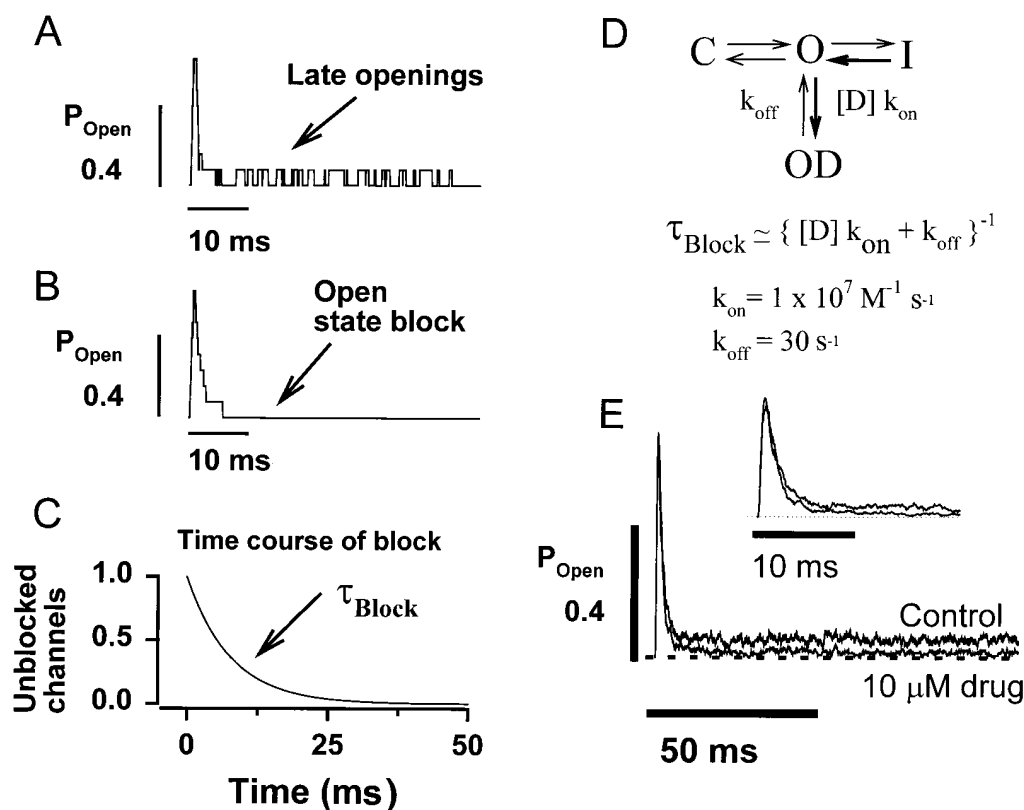 A
Late openings
P Open
0.4
10 ms
B
Open
state block
P Open
0.4
10 ms
C
Time course of block
Unblocked
channels
1.0
0.5
0.0
τ Block
0 25 50
Time (ms)
D
C O I
k off [D] k on
OD
τ Block ≃ { [D] k on + k off }⁻¹
k on = 1 x 10⁷ M⁻¹ s⁻¹
k off = 30 s⁻¹
E
10 ms
P Open
0.4
Control
10 µM drug
50 ms